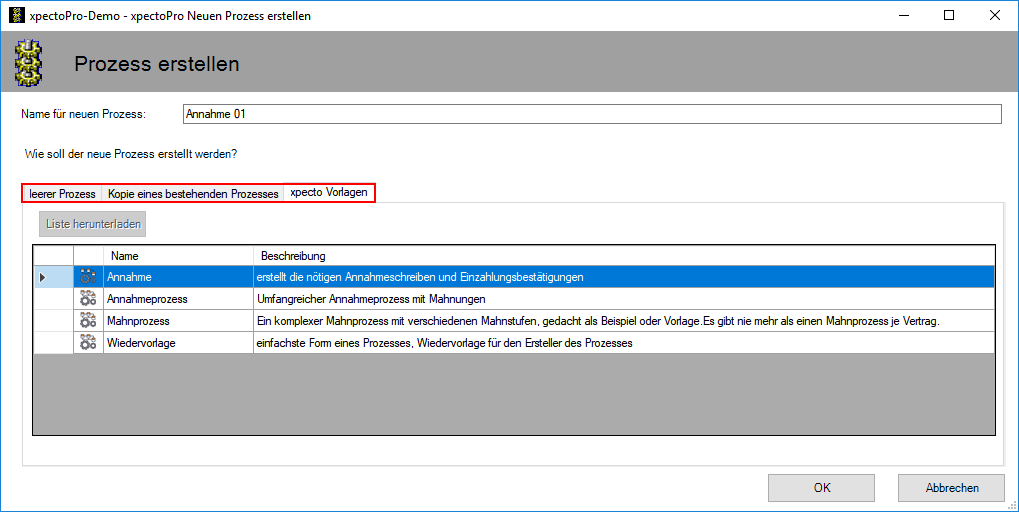 xpectoPro-Demo - xpectoPro Neuen Prozess erstellen
Prozess erstellen
Name für neuen Prozess: Annahme 01
Wie soll der neue Prozess erstellt werden?
leerer Prozess Kopie eines bestehenden Prozesses xpecto Vorlagen
Liste herunterladen
Name Beschreibung
Annahme erstellt die nötigen Annahmeschreiben und Einzahlungsbestätigungen
Annahmeprozess Umfangreicher Annahmeprozess mit Mahnungen
Mahnprozess Ein komplexer Mahnprozess mit verschiedenen Mahnstufen, gedacht als Beispiel oder Vorlage.Es gibt nie mehr als einen Mahnprozess je Vertrag.
Wiedervorlage einfachste Form eines Prozesses, Wiedervorlage für den Ersteller des Prozesses
OK Abbrechen